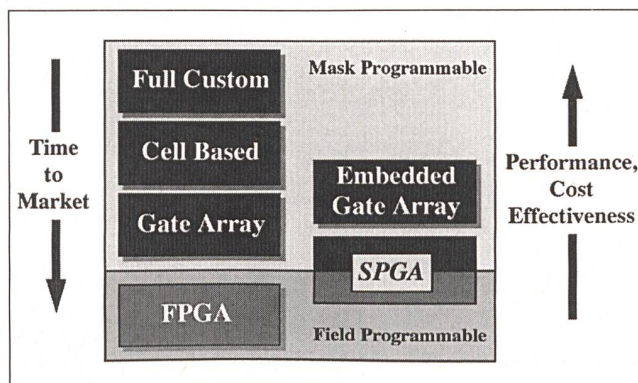 Time
to
Market
Full Custom
Cell Based
Gate Array
FPGA
Mask Programmable
Embedded
Gate Array
SPGA
Field Programmable
Performance,
Cost
Effectiveness